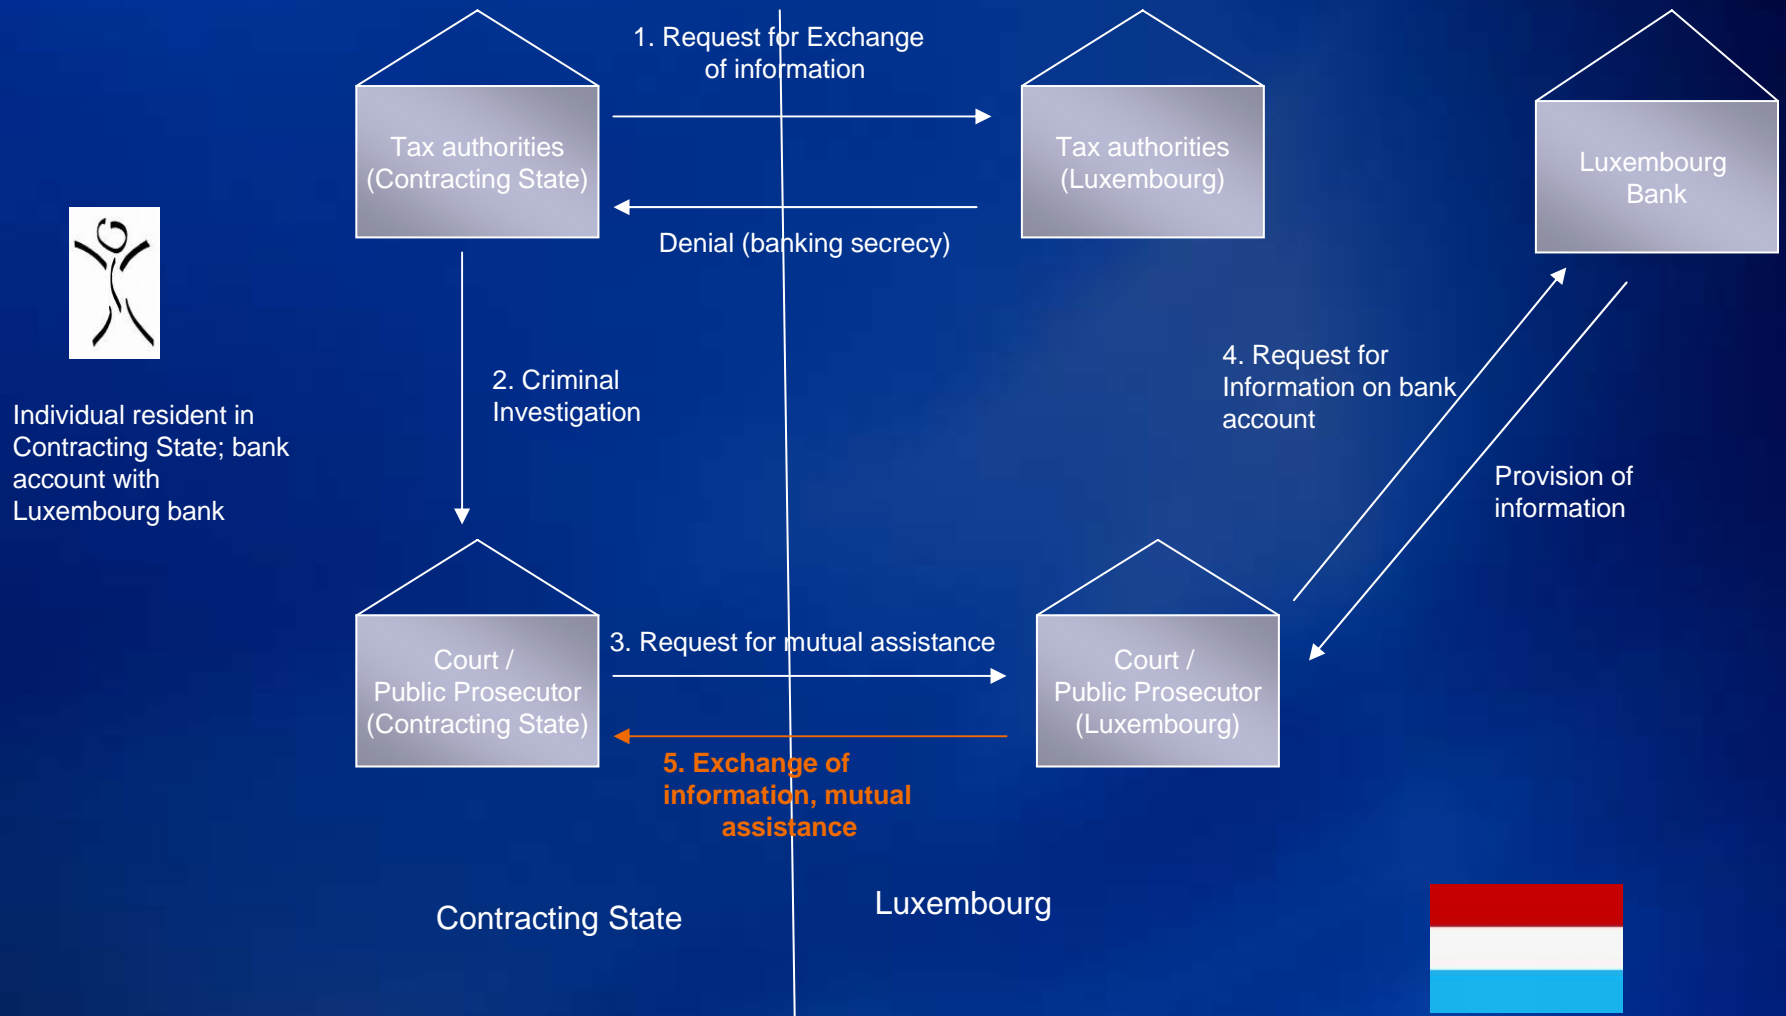 1. Request for Exchange
of information
Tax authorities
(Contracting State)
Tax authorities
(Luxembourg)
Luxembourg
Bank
Denial (banking secrecy)
2. Criminal
Investigation
4. Request for
Information on bank
account
Individual resident in
Contracting State; bank
account with
Luxembourg bank
Provision of
information
3. Request for mutual assistance
Court /
Public Prosecutor
(Contracting State)
Court /
Public Prosecutor
(Luxembourg)
5. Exchange of
information, mutual
assistance
Contracting State
Luxembourg